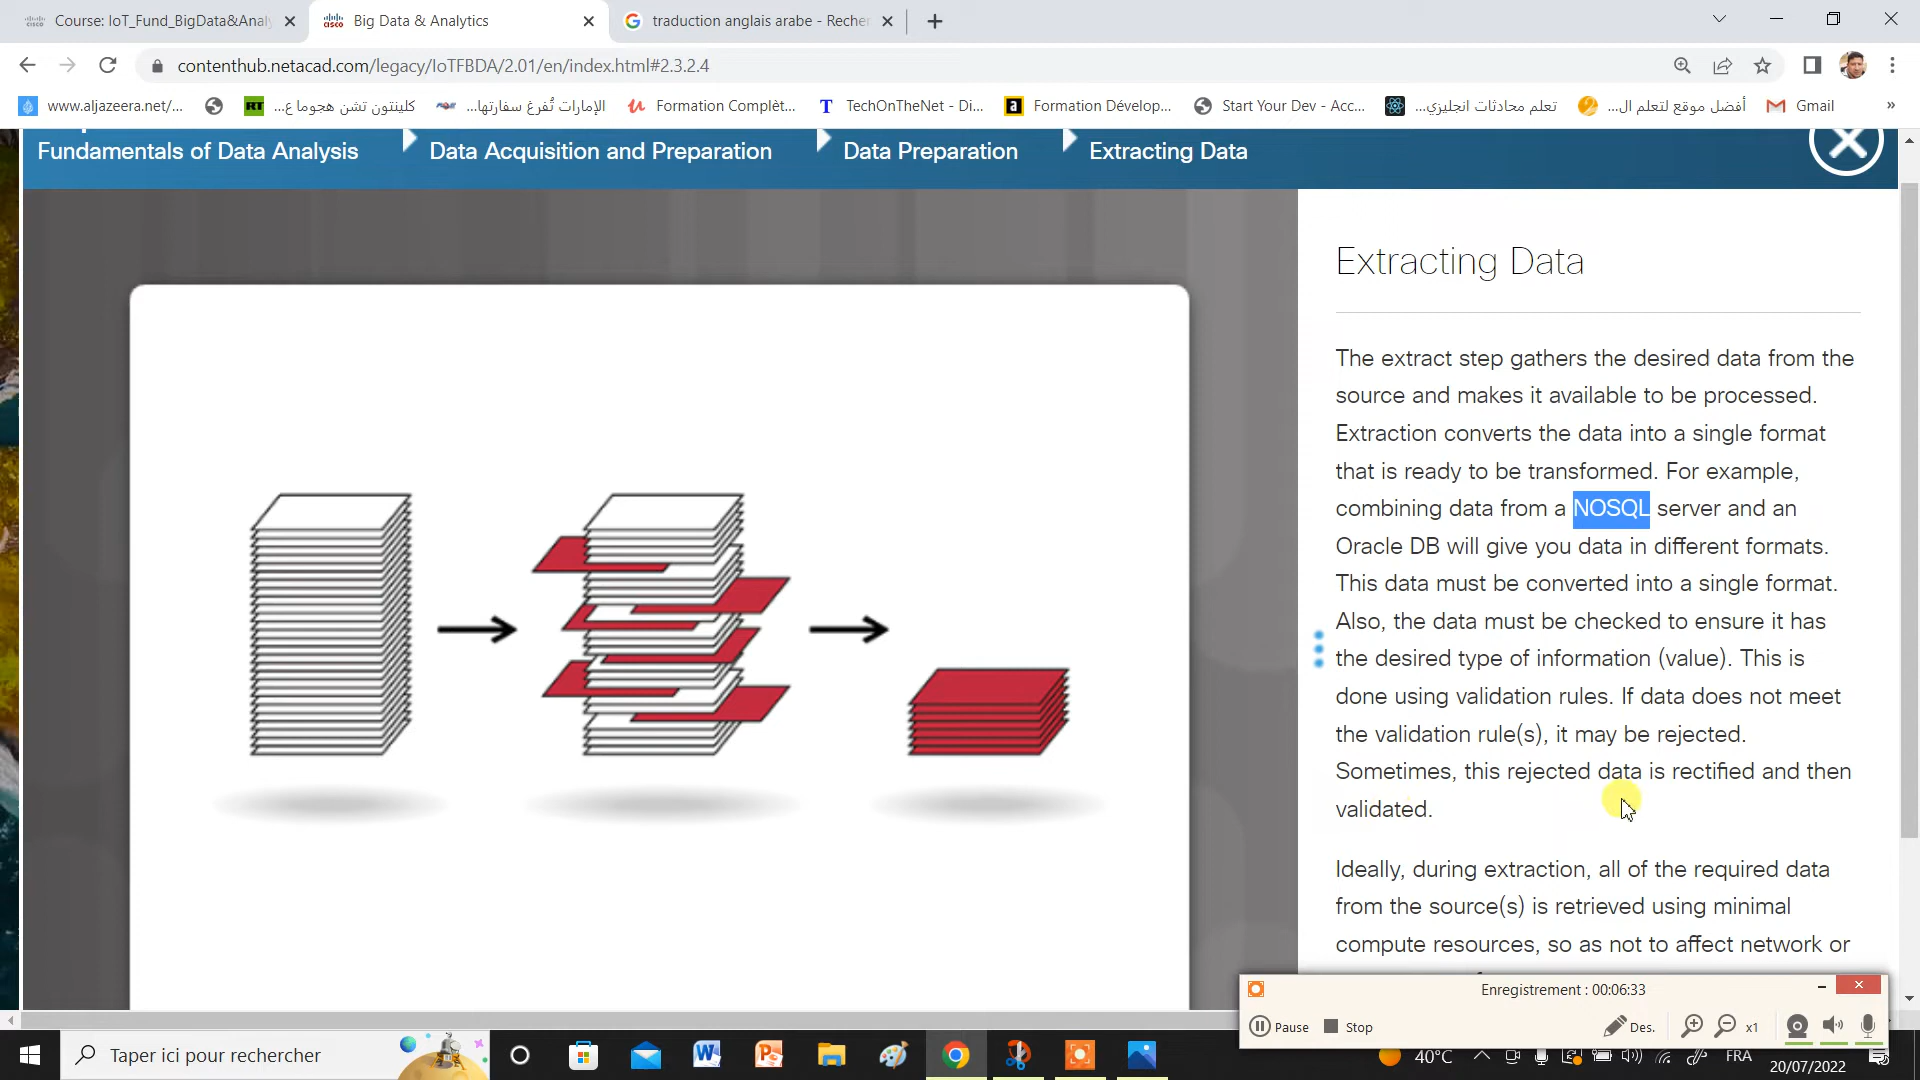 Course: IoT_Fund_BigData&Anal
Big Data & Analytics
traduction anglais arabe - Recher
contenthub.netacad.com/legacy/IoTFBDA/2.01/en/index.html#2.3.2.4
www.aljazeera.net/...
RT
كلينتون تشن هجوما ع...
الإمارات تُفرغ سفارتها...
Formation Complèt...
T
TechOnTheNet - Di...
a
Formation Dévelop...
Start Your Dev - Acc...
تعلم محادثات انجليزي...
أفضل موقع لتعلم ال...
Gmail
»
Fundamentals of Data Analysis
Data Acquisition and Preparation
Data Preparation
Extracting Data
Extracting Data
The extract step gathers the desired data from the
source and makes it available to be processed.
Extraction converts the data into a single format
that is ready to be transformed. For example,
combining data from a NOSQL server and an
Oracle DB will give you data in different formats.
This data must be converted into a single format.
Also, the data must be checked to ensure it has
the desired type of information (value). This is
done using validation rules. If data does not meet
the validation rule(s), it may be rejected.
Sometimes, this rejected data is rectified and then
validated.
Ideally, during extraction, all of the required data
from the source(s) is retrieved using minimal
compute resources, so as not to affect network or
Enregistrement : 00:06:33
Pause
Stop
Des.
x1
Taper ici pour rechercher
40°C
FRA
20/07/2022